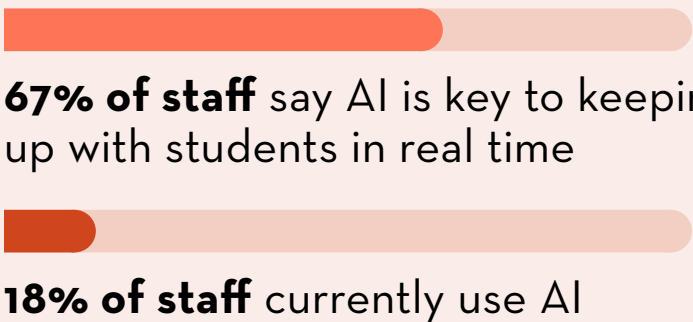 67% of staff say AI is key to
up with students in real time
18% of staff currently use AI